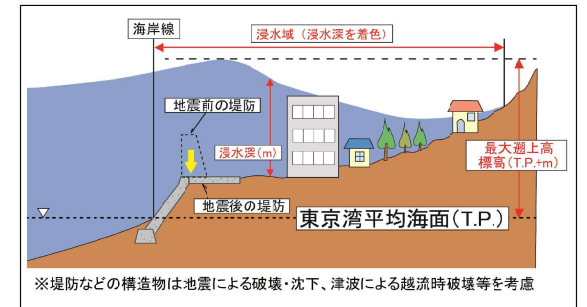 海岸線
浸水域（浸水深を着色）
地震前の堤防
浸水深(m)
最大遡上高
標高(T.P.+m)
地震後の堤防
東京湾平均海面(T.P.)
※堤防などの構造物は地震による破壊・沈下、津波による越流時破壊等を考慮